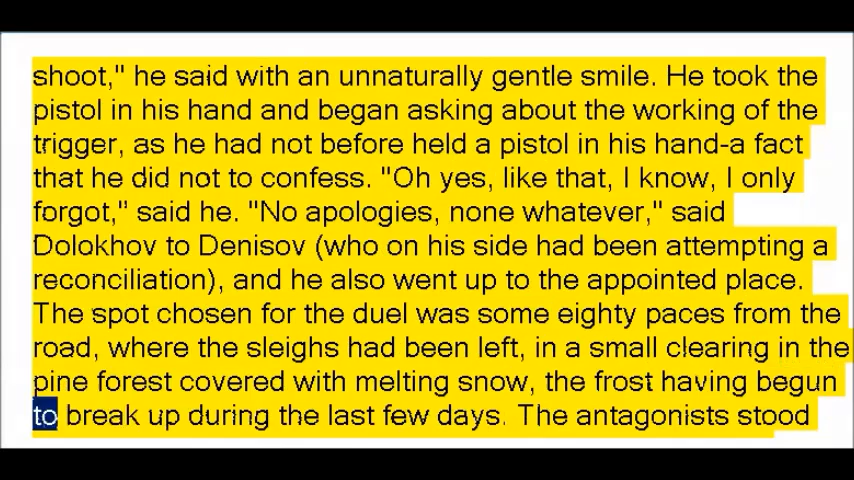 shoot," he said with an unnaturally gentle smile. He took the
pistol in his hand and began asking about the working of the
trigger, as he had not before held a pistol in his hand-a fact
that he did not to confess. "Oh yes, like that, I know, I only
forgot," said he. "No apologies, none whatever," said
Dolokhov to Denisov (who on his side had been attempting a
reconciliation), and he also went up to the appointed place.
The spot chosen for the duel was some eighty paces from the
road, where the sleighs had been left, in a small clearing in the
pine forest covered with melting snow, the frost having begun
to break up during the last few days. The antagonists stood